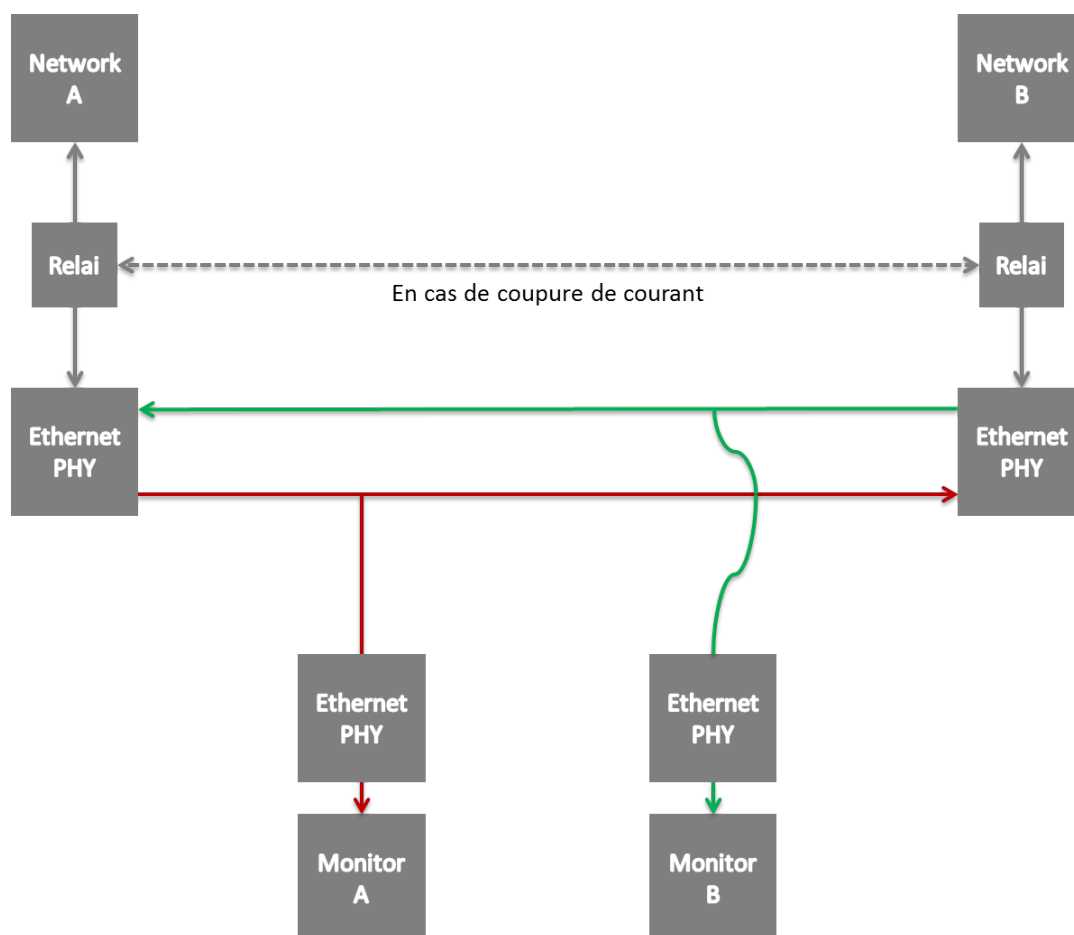 Network
A
Network
B
Relai
Relai
En cas de coupure de courant
Ethernet
PHY
Ethernet
PHY
Ethernet
PHY
Ethernet
PHY
Monitor
A
Monitor
B